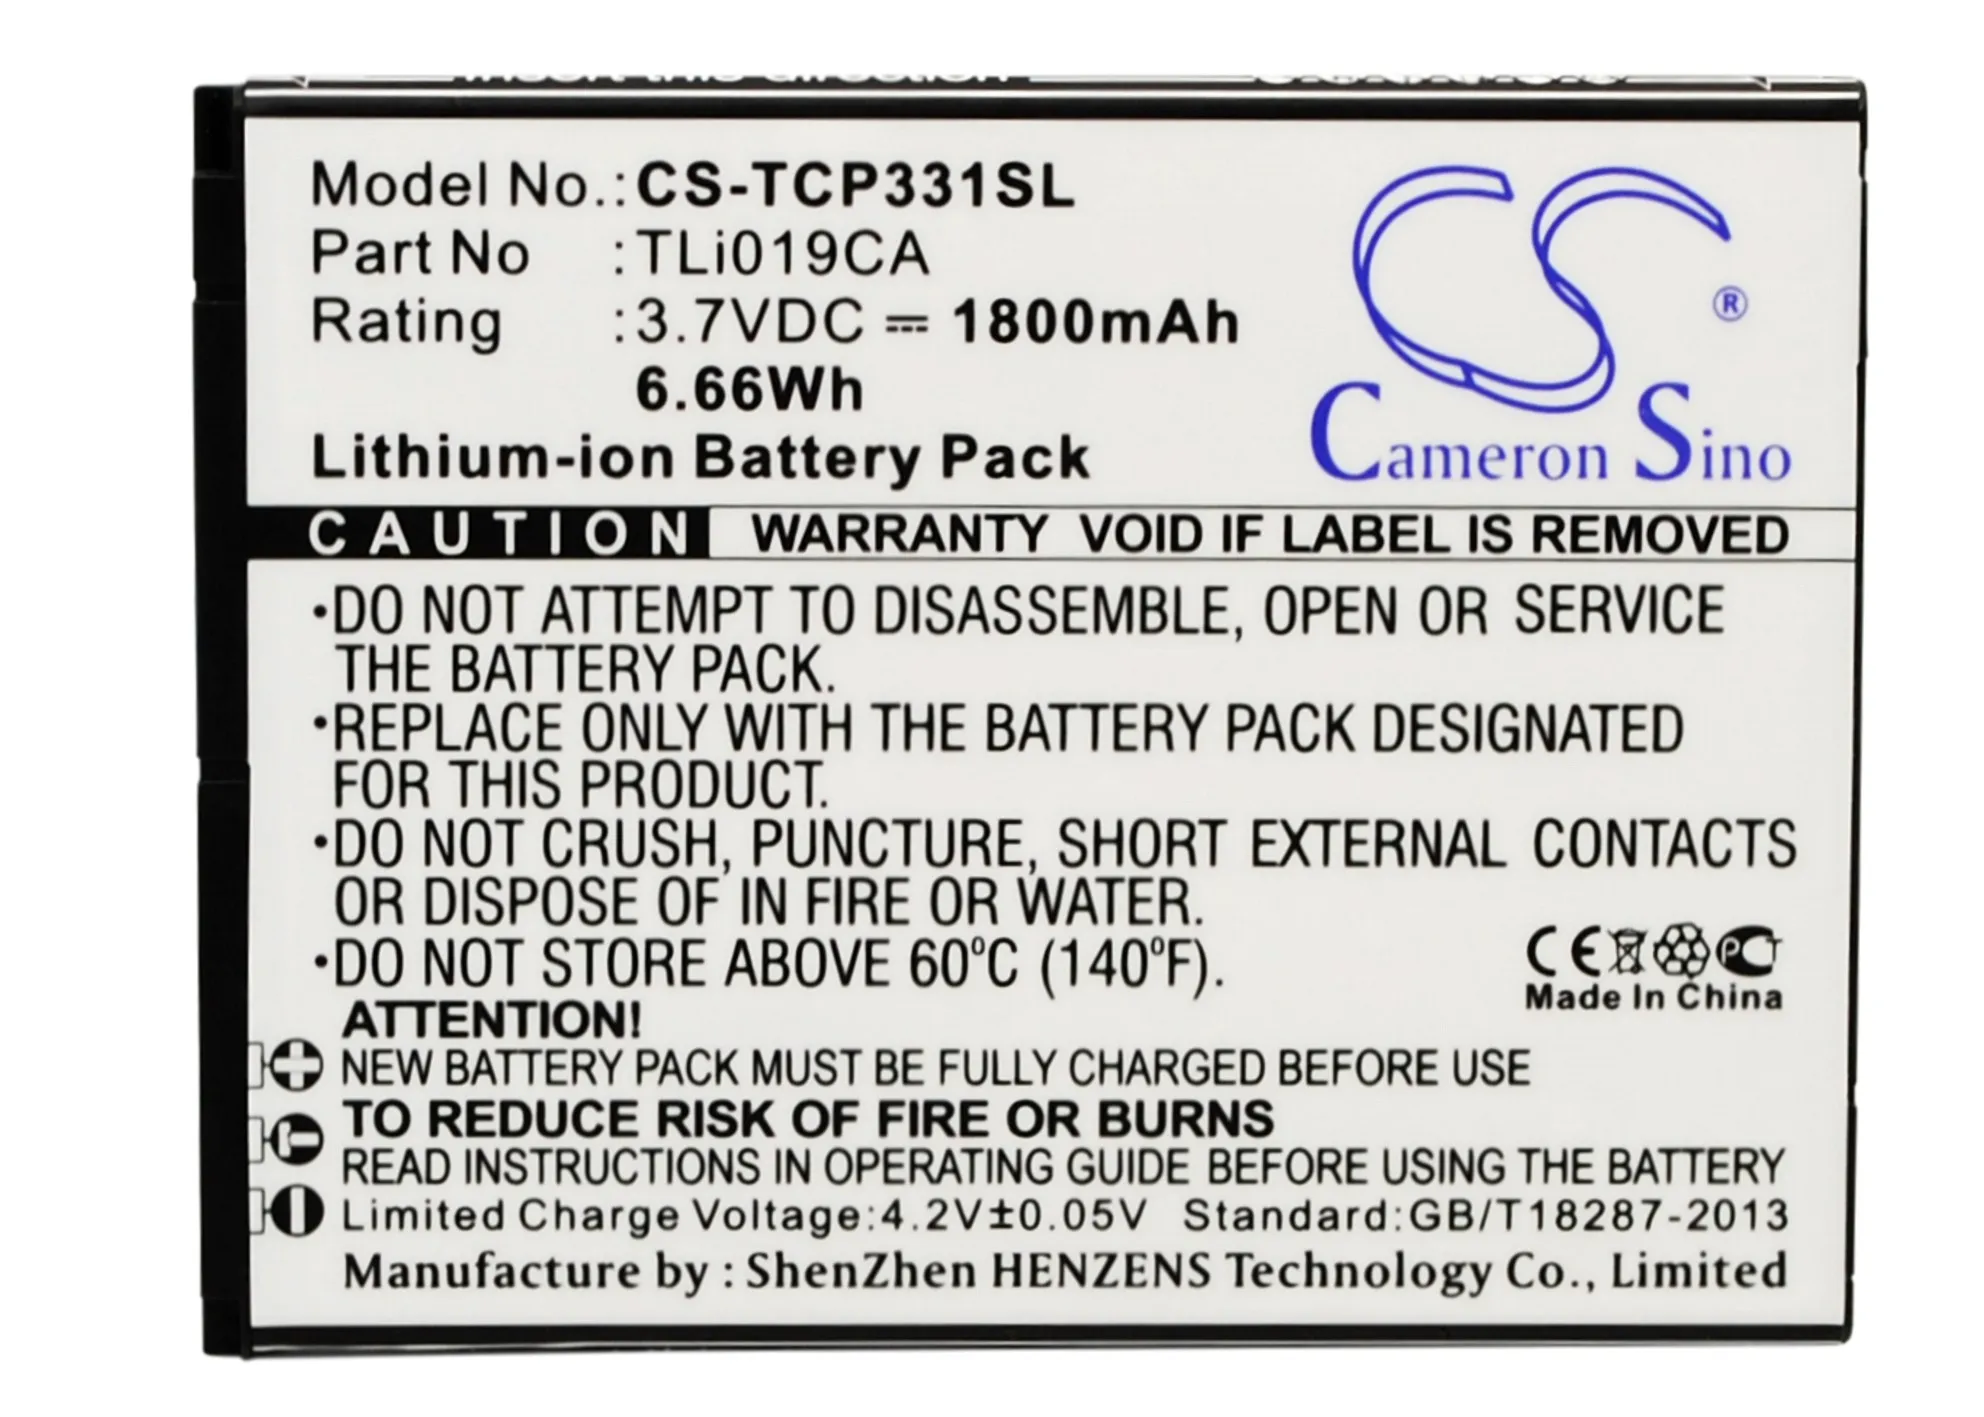 Insert this direction
Model No.: CS-TCP331SL
Part No : TLi019CA
Rating : 3.7VDC ⎓ 1800mAh
6.66Wh
Lithium-ion Battery Pack
CS ®
Cameron Sino
CAUTION WARRANTY VOID IF LABEL IS REMOVED
•DO NOT ATTEMPT TO DISASSEMBLE, OPEN OR SERVICE
THE BATTERY PACK.
•REPLACE ONLY WITH THE BATTERY PACK DESIGNATED
FOR THIS PRODUCT.
•DO NOT CRUSH, PUNCTURE, SHORT EXTERNAL CONTACTS
OR DISPOSE OF IN FIRE OR WATER.
•DO NOT STORE ABOVE 60°C (140°F).
CE PCT
Made In China
ATTENTION!
NEW BATTERY PACK MUST BE FULLY CHARGED BEFORE USE
TO REDUCE RISK OF FIRE OR BURNS
READ INSTRUCTIONS IN OPERATING GUIDE BEFORE USING THE BATTERY
Limited Charge Voltage:4.2V±0.05V Standard:GB/T18287-2013
Manufacture by : ShenZhen HENZENS Technology Co., Limited